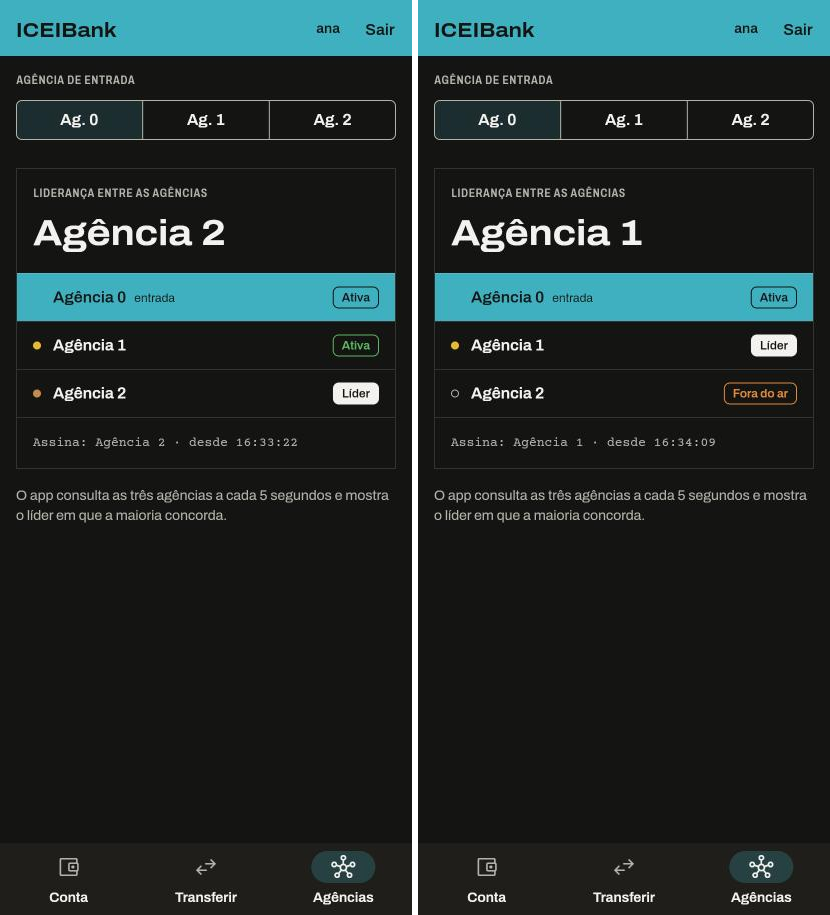 ICEIBank ana Sair
AGÊNCIA DE ENTRADA
Ag. 0 Ag. 1 Ag. 2
LIDERANÇA ENTRE AS AGÊNCIAS
Agência 2
Agência 0 entrada Ativa
Agência 1 Ativa
Agência 2 Líder
Assina: Agência 2 · desde 16:33:22
O app consulta as três agências a cada 5 segundos e mostra
o líder em que a maioria concorda.
Conta Transferir Agências
ICEIBank ana Sair
AGÊNCIA DE ENTRADA
Ag. 0 Ag. 1 Ag. 2
LIDERANÇA ENTRE AS AGÊNCIAS
Agência 1
Agência 0 entrada Ativa
Agência 1 Líder
Agência 2 Fora do ar
Assina: Agência 1 · desde 16:34:09
O app consulta as três agências a cada 5 segundos e mostra
o líder em que a maioria concorda.
Conta Transferir Agências